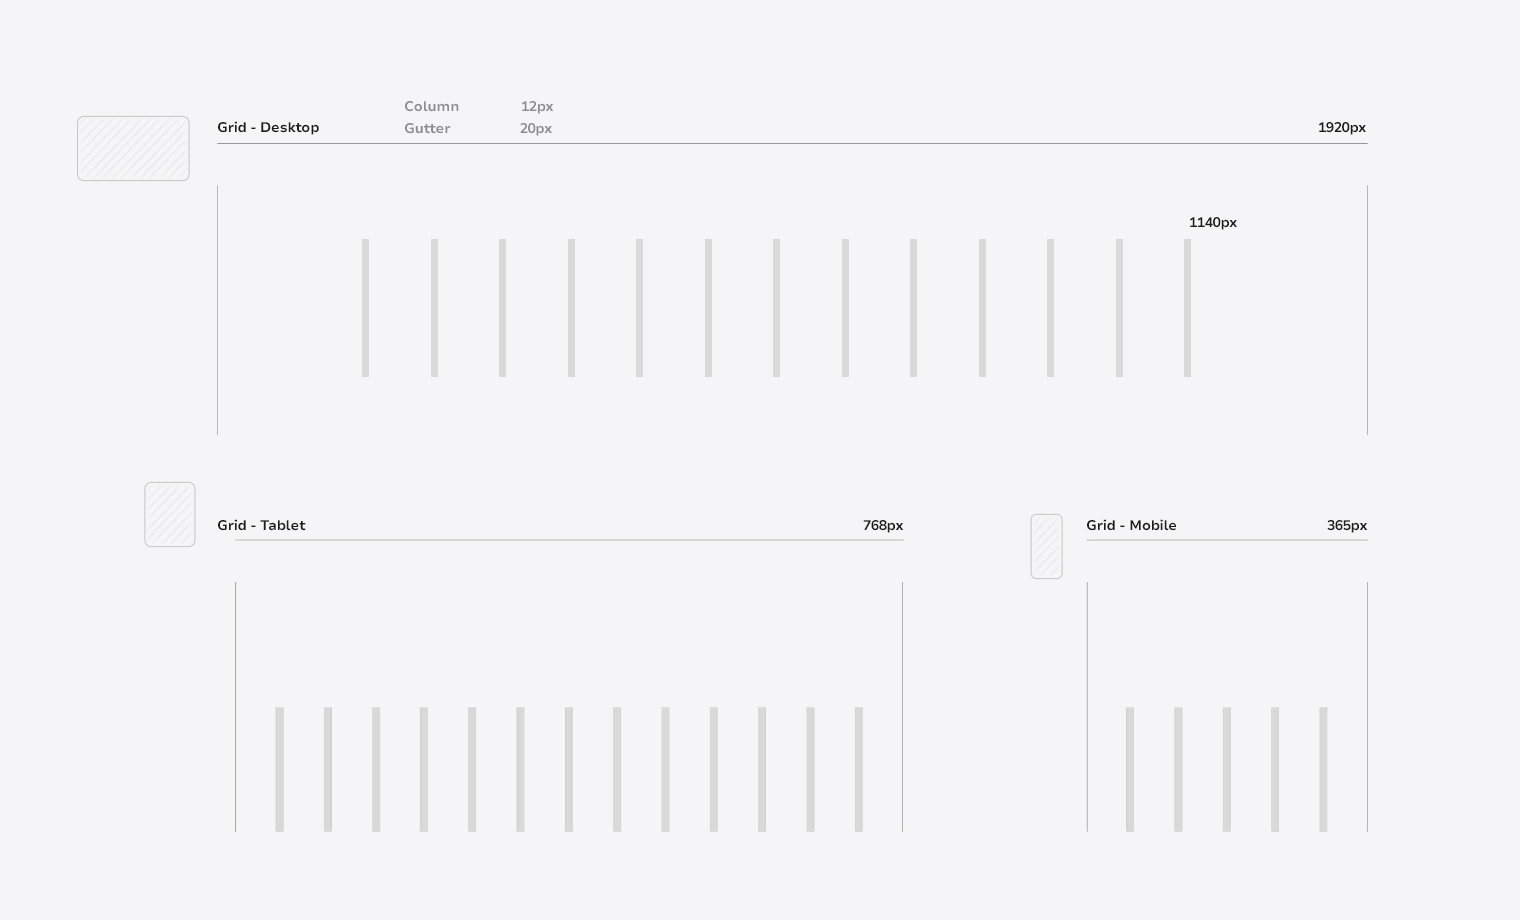 Column 12px
Grid - Desktop Gutter 20px 1920px
1140px
Grid - Tablet 768px
Grid - Mobile 365px